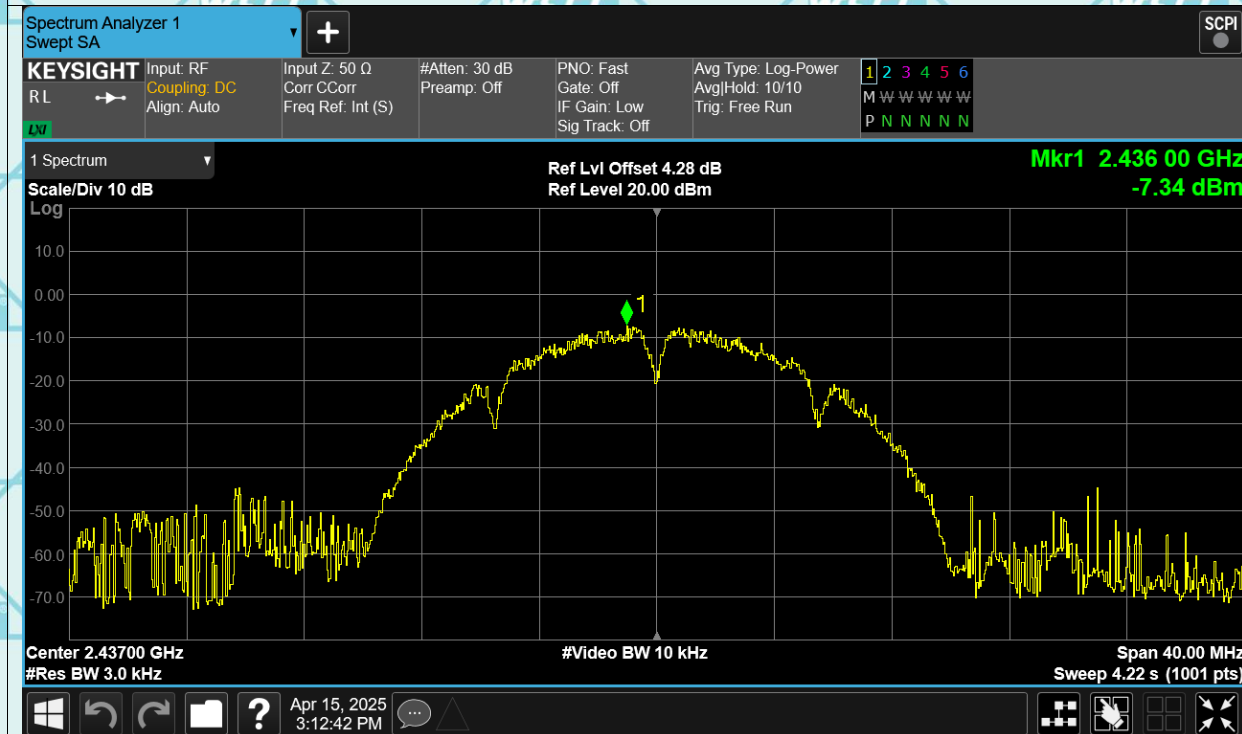 Spectrum Analyzer 1
Swept SA
+
SCPI
KEYSIGHT
RL
LXI
Input: RF
Coupling: DC
Align: Auto
Input Z: 50 Ω
Corr CCorr
Freq Ref: Int (S)
#Atten: 30 dB
Preamp: Off
PNO: Fast
Gate: Off
IF Gain: Low
Sig Track: Off
Avg Type: Log-Power
Avg|Hold: 10/10
Trig: Free Run
1 2 3 4 5 6
M W W W W W
P N N N N N
1 Spectrum
Scale/Div 10 dB
Ref Lvl Offset 4.28 dB
Ref Level 20.00 dBm
Mkr1 2.436 00 GHz
-7.34 dBm
Log
10.0
0.00
1
-10.0
-20.0
-30.0
-40.0
-50.0
-60.0
-70.0
Center 2.43700 GHz
#Video BW 10 kHz
Span 40.00 MHz
#Res BW 3.0 kHz
Sweep 4.22 s (1001 pts)
?
Apr 15, 2025
3:12:42 PM